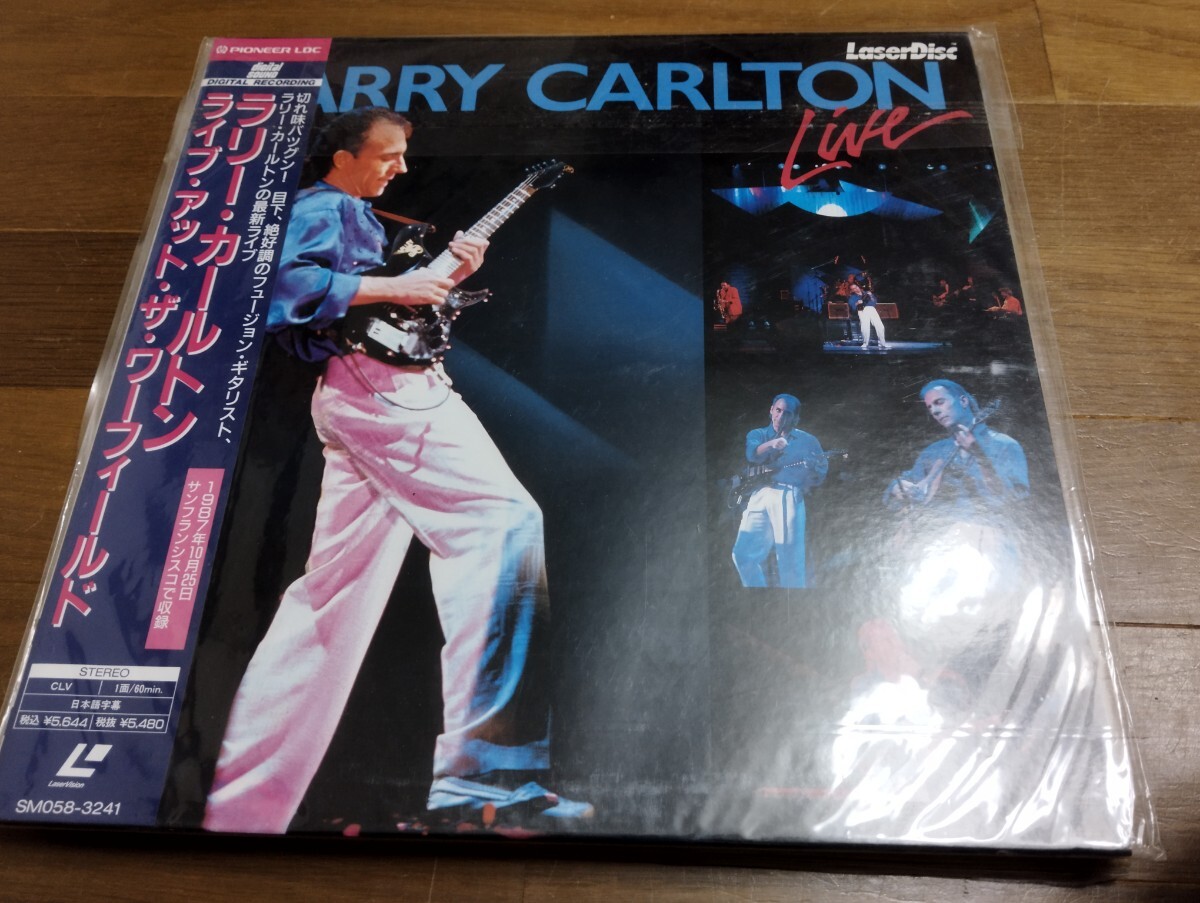 PIONEER LDC
digital sound
DIGITAL RECORDING
切れ味バツグン! 目下、絶好調のフュージョン・ギタリスト、
ラリー・カールトンの最新ライブ
ラリー・カールトン
ライブ・アット・ザ・ワーフィールド
1987年10月25日
サンフランシスコで収録
STEREO
CLV 1面/60min.
日本語字幕
税込 ¥5,644 税抜 ¥5,480
LaserVision
SM058-3241
LaserDisc
ARRY CARLTON
Live